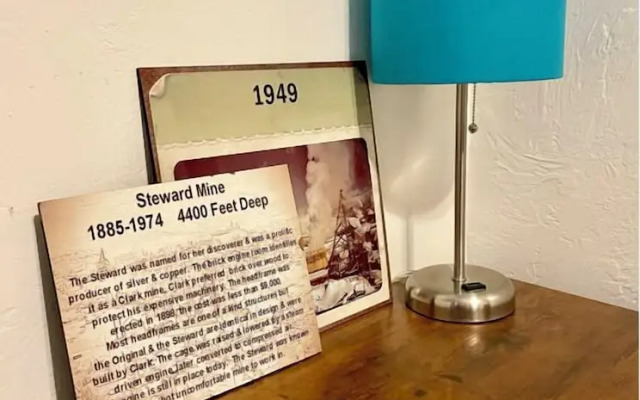 1949
Steward Mine
1885-1974 4400 Feet Deep
The Steward was named for her discoverer & was a prolific
producer of silver & copper. The brick engine room identifies
it as a Clark mine, Clark preferred brick over wood to
protect his expensive machinery. The headframe was
erected in 1898, the cost was less than $9,000.
Most headframes are one of a kind structures but
the Original & the Steward are identical in design & were
built by Clark. The cage was raised & lowered by a steam
driven engine, later converted to compressed ai
gine is still in place today. The Steward was known
hot uncomfortable mine to work in.